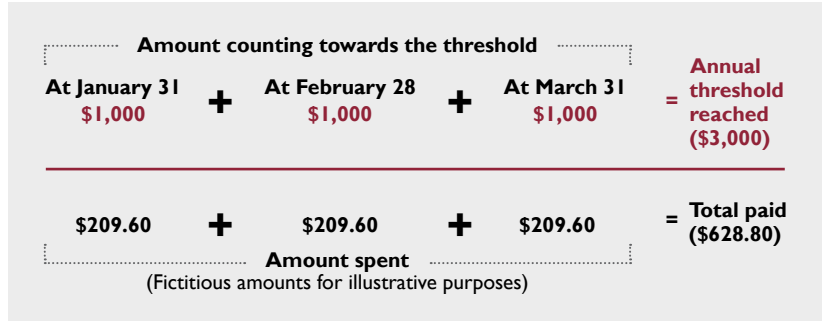 Amount counting towards the threshold
At January 31 + At February 28 + At March 31 = Annual threshold reached ($3,000)
$1,000 $1,000 $1,000
$209.60 + $209.60 + $209.60 = Total paid ($628.80)
Amount spent
(Fictitious amounts for illustrative purposes)